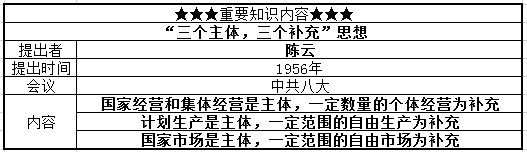 ★★★重要知识内容★★★
“三个主体，三个补充”思想
提出者 陈云
提出时间 1956年
会议 中共八大
内容
国家经营和集体经营是主体，一定数量的个体经营为补充
计划生产是主体，一定范围的自由生产为补充
国家市场是主体，一定范围的自由市场为补充